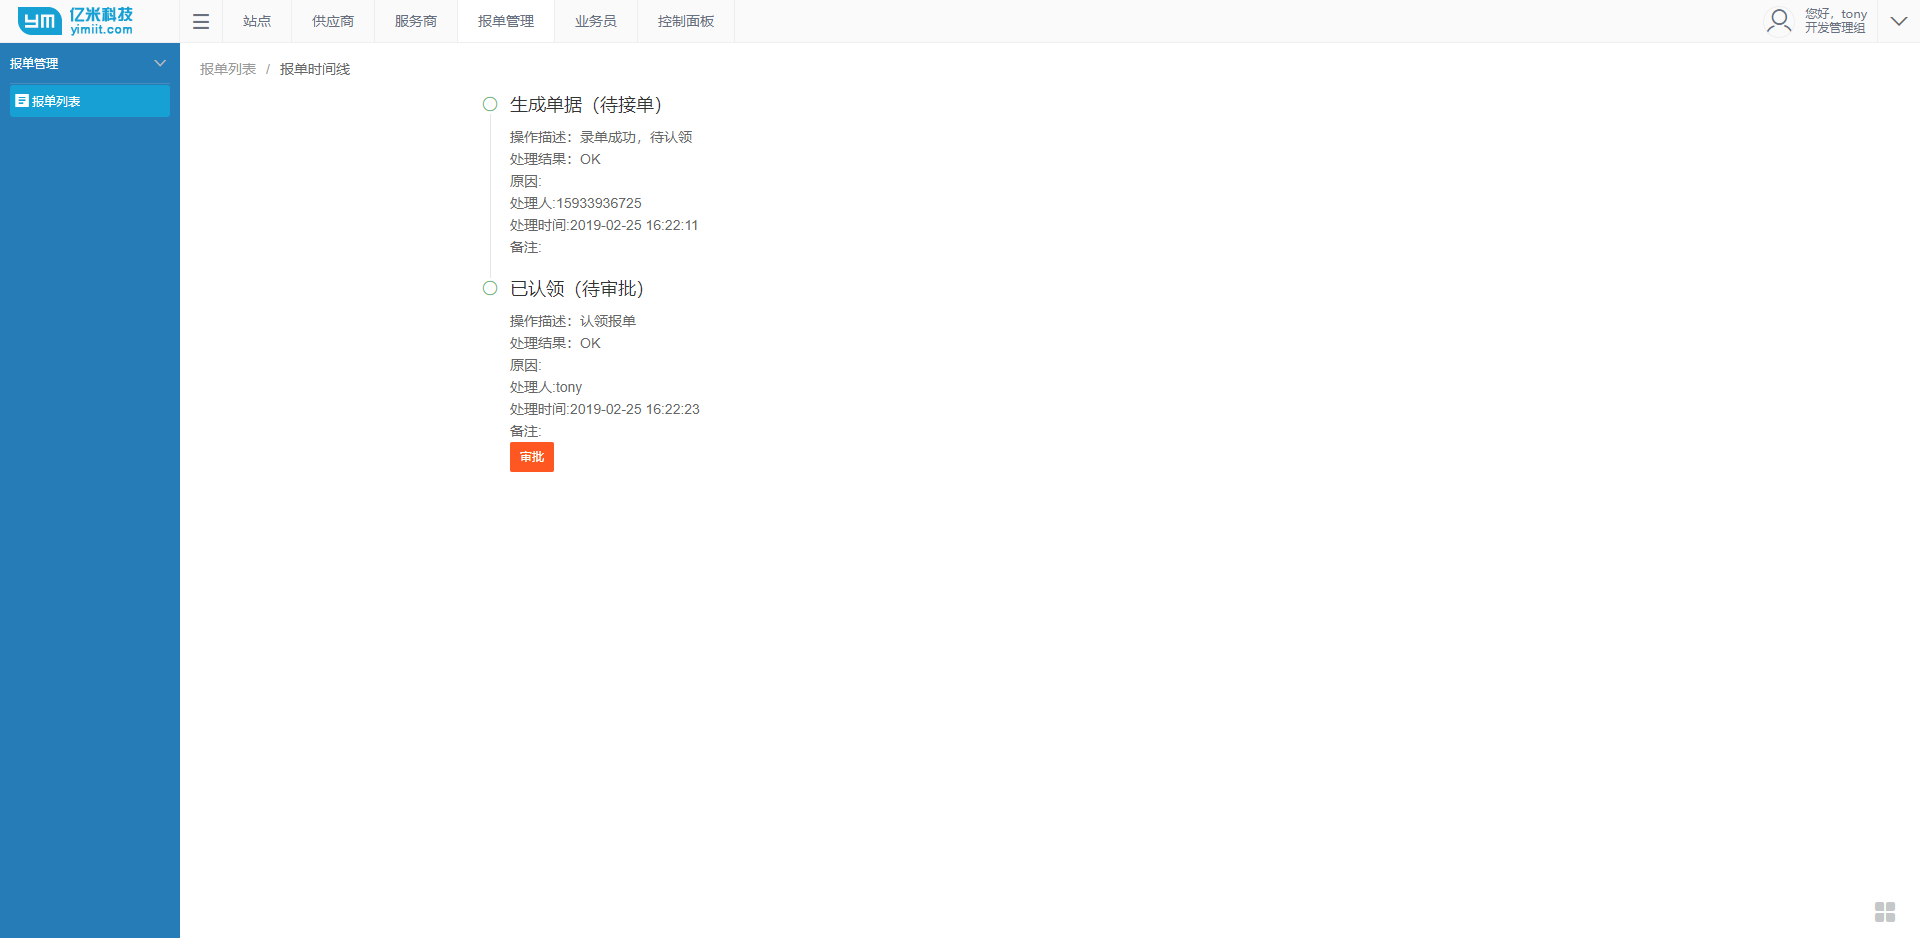 YM 亿米科技
yimiit.com
站点 供应商 服务商 报单管理 业务员 控制面板
您好，tony
开发管理组
报单管理
报单列表
报单列表 / 报单时间线
生成单据（待接单）
操作描述：录单成功，待认领
处理结果：OK
原因:
处理人:15933936725
处理时间:2019-02-25 16:22:11
备注:
已认领（待审批）
操作描述：认领报单
处理结果：OK
原因:
处理人:tony
处理时间:2019-02-25 16:22:23
备注:
审批